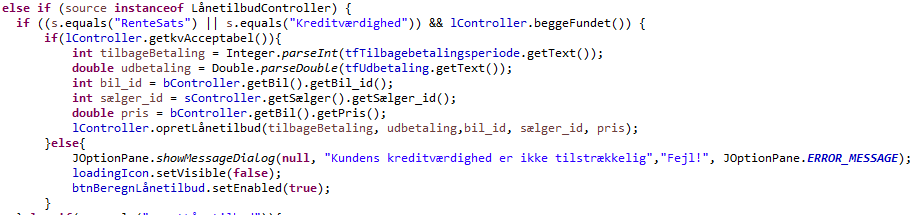 else if (source instanceof LånetilbudController) {
if ((s.equals("RenteSats") || s.equals("Kreditværdighed")) && lController.beggeFundet()) {
if(lController.getkvAcceptabel()){
int tilbageBetaling = Integer.parseInt(tfTilbagebetalingsperiode.getText());
double udbetaling = Double.parseDouble(tfUdbetaling.getText());
int bil_id = bController.getBil().getBil_id();
int sælger_id = sController.getSælger().getSælger_id();
double pris = bController.getBil().getPris();
lController.opretLånetilbud(tilbageBetaling, udbetaling,bil_id, sælger_id, pris);
}else{
JOptionPane.showMessageDialog(null, "Kundens kreditværdighed er ikke tilstrækkelig","Fejl!", JOptionPane.ERROR_MESSAGE);
loadingIcon.setVisible(false);
btnBeregnLånetilbud.setEnabled(true);
}